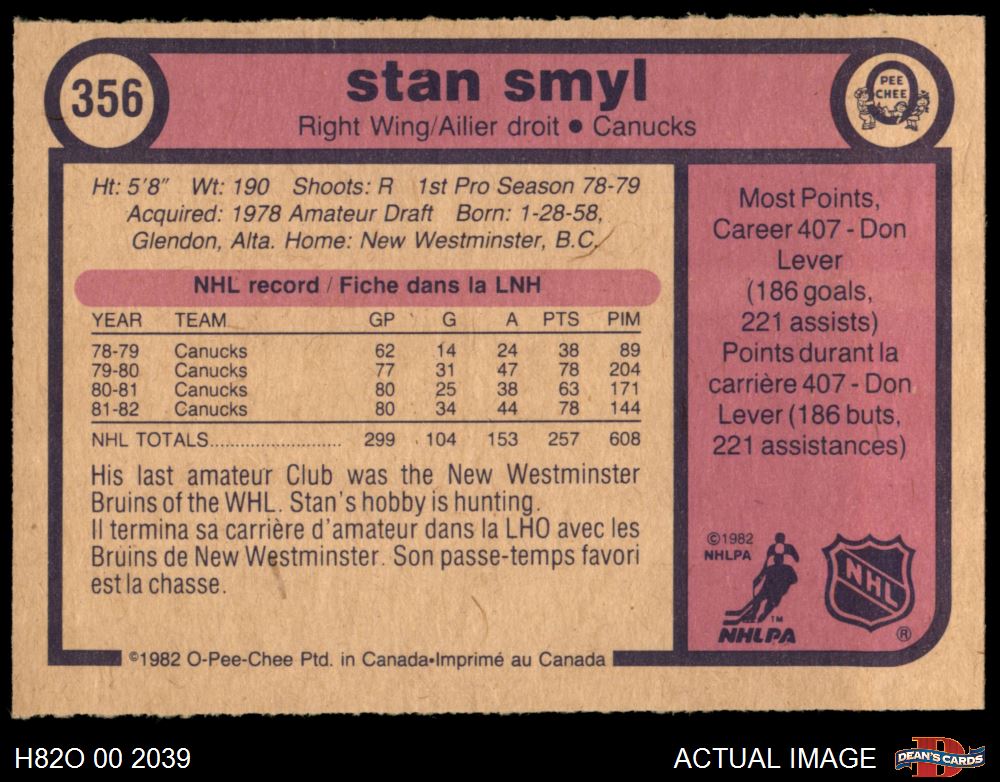 356
stan smyl
Right Wing/Ailier droit ● Canucks
PEE
CHEE
Ht: 5'8" Wt: 190 Shoots: R 1st Pro Season 78-79
Acquired: 1978 Amateur Draft Born: 1-28-58,
Glendon, Alta. Home: New Westminster, B.C.
NHL record / Fiche dans la LNH
YEAR TEAM GP G A PTS PIM
78-79 Canucks 62 14 24 38 89
79-80 Canucks 77 31 47 78 204
80-81 Canucks 80 25 38 63 171
81-82 Canucks 80 34 44 78 144
NHL TOTALS.......................... 299 104 153 257 608
His last amateur Club was the New Westminster
Bruins of the WHL. Stan's hobby is hunting.
Il termina sa carrière d'amateur dans la LHO avec les
Bruins de New Westminster. Son passe-temps favori
est la chasse.
©1982 O-Pee-Chee Ptd. in Canada•Imprimé au Canada
Most Points,
Career 407 - Don
Lever
(186 goals,
221 assists)
Points durant la
carrière 407 - Don
Lever (186 buts,
221 assistances)
©1982
NHLPA
TM
NHLPA
NHL
®
H82O 00 2039
ACTUAL IMAGE
DEAN'S CARDS